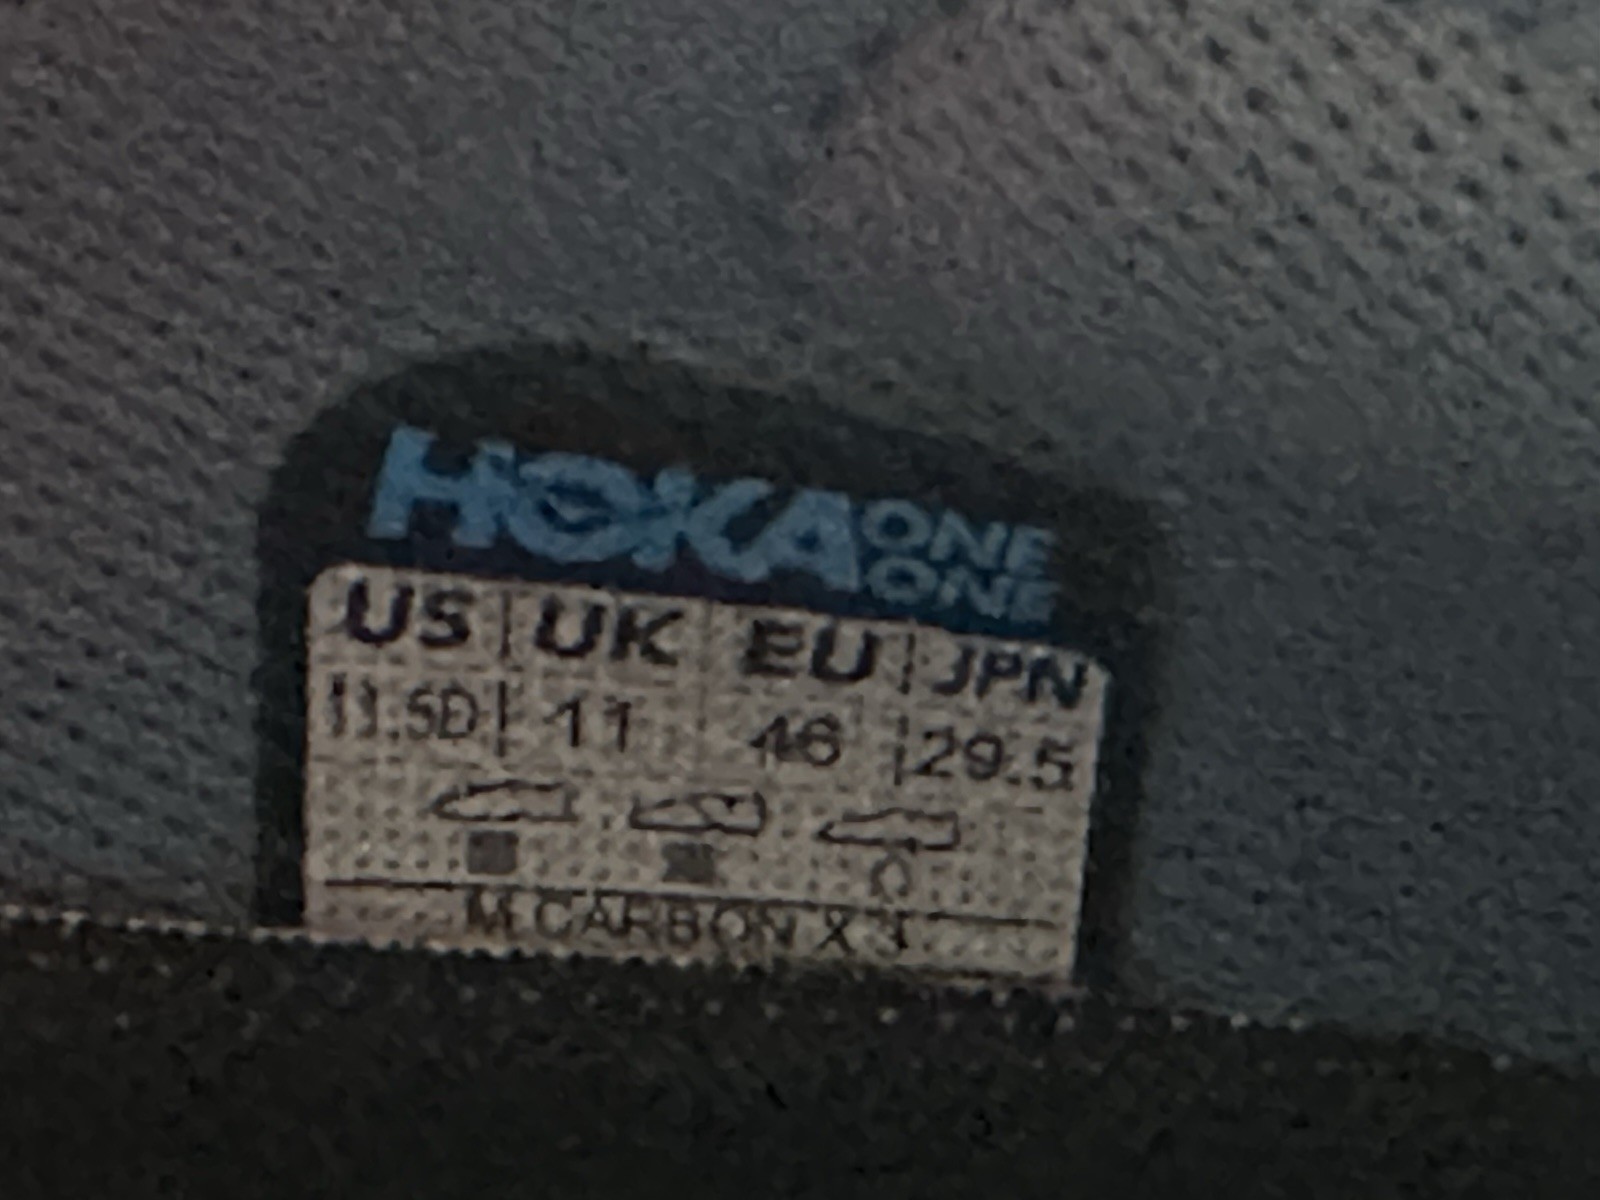 HOKA ONE ONE
US UK EU JPN
11.5D 11 46 29.5
M CARBON X 3